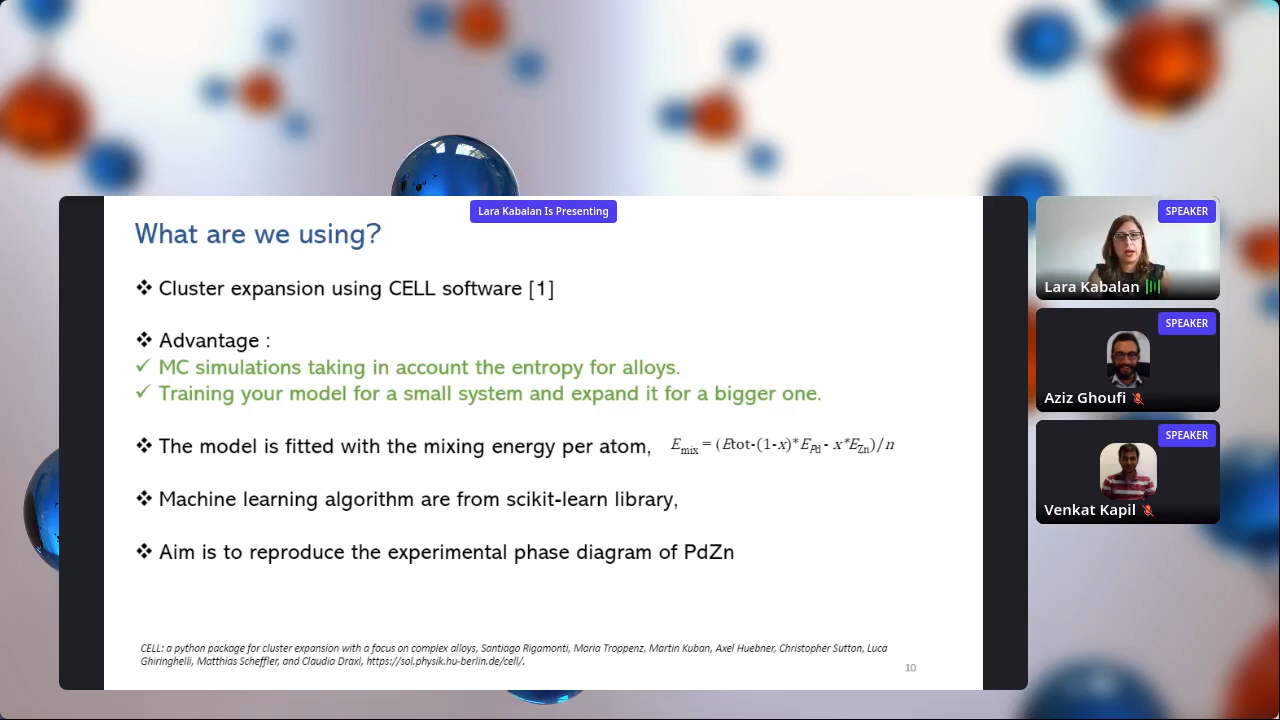 Lara Kabalan Is Presenting
What are we using?
❖ Cluster expansion using CELL software [1]
❖ Advantage :
✓ MC simulations taking in account the entropy for alloys.
✓ Training your model for a small system and expand it for a bigger one.
❖ The model is fitted with the mixing energy per atom, Emix = (Etot-(1-x)*EPd - x*EZn)/n
❖ Machine learning algorithm are from scikit-learn library,
❖ Aim is to reproduce the experimental phase diagram of PdZn
CELL: a python package for cluster expansion with a focus on complex alloys, Santiago Rigamonti, Maria Troppenz, Martin Kuban, Axel Huebner, Christopher Sutton, Luca
Ghiringhelli, Matthias Scheffler, and Claudia Draxl, https://sol.physik.hu-berlin.de/cell/.
10
SPEAKER
Lara Kabalan
SPEAKER
Aziz Ghoufi
SPEAKER
Venkat Kapil